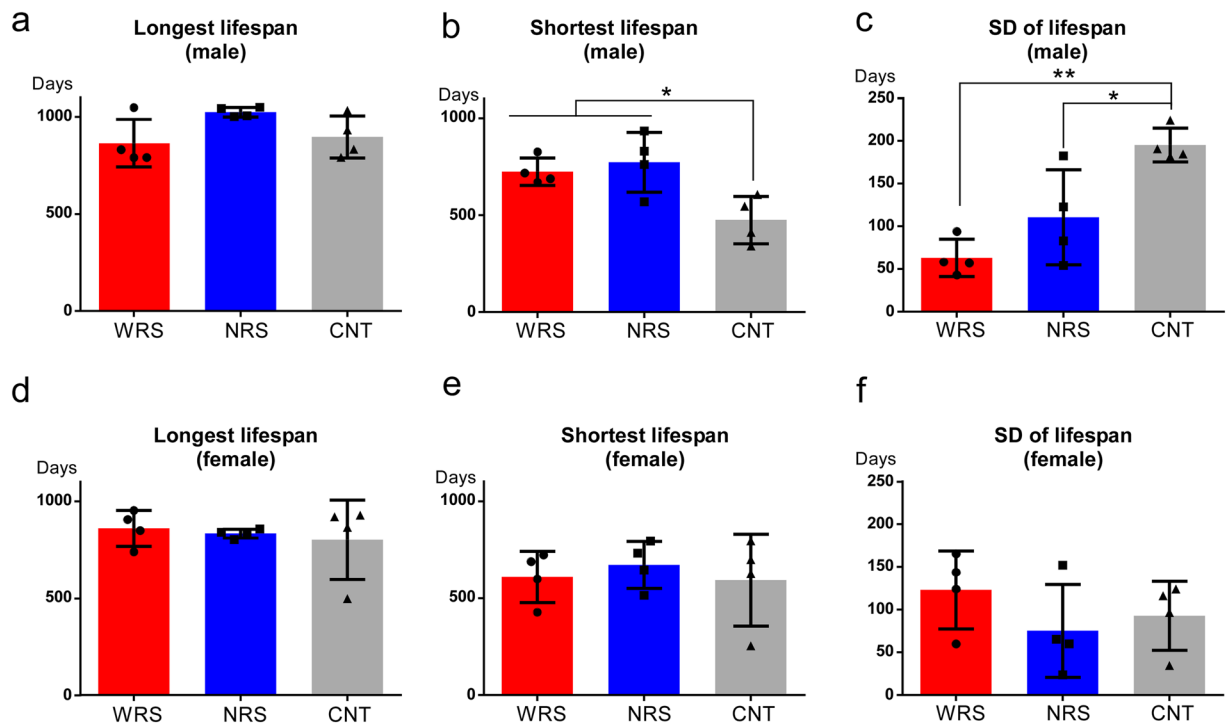 a
Longest lifespan
(male)
Days
1000
500
0
WRS NRS CNT
b
Shortest lifespan
(male)
Days
1000
500
0
*
WRS NRS CNT
c
SD of lifespan
(male)
Days
250
200
150
100
50
0
**
*
WRS NRS CNT
d
Longest lifespan
(female)
Days
1000
500
0
WRS NRS CNT
e
Shortest lifespan
(female)
Days
1000
500
0
WRS NRS CNT
f
SD of lifespan
(female)
Days
250
200
150
100
50
0
WRS NRS CNT